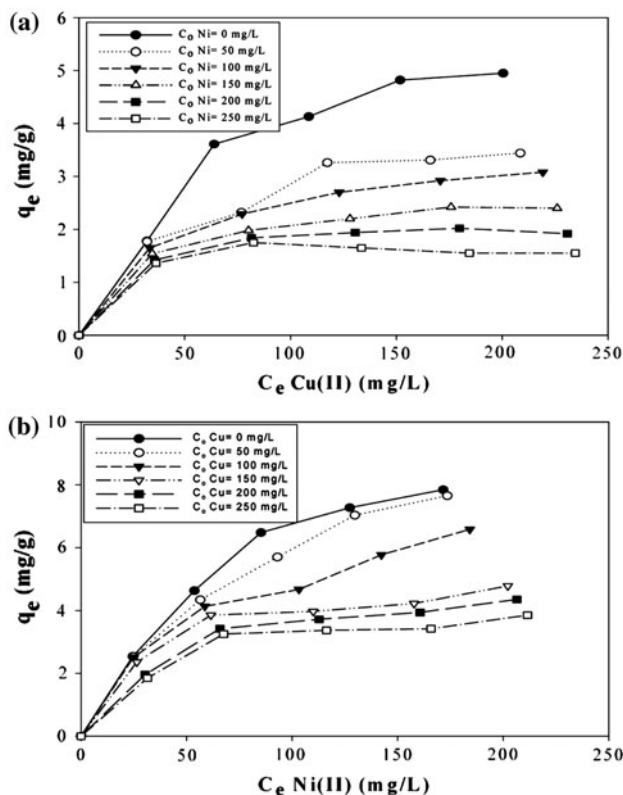 (a)
6
5
4
3
2
1
0
qe (mg/g)
Co Ni= 0 mg/L
Co Ni= 50 mg/L
Co Ni= 100 mg/L
Co Ni= 150 mg/L
Co Ni= 200 mg/L
Co Ni= 250 mg/L
0 50 100 150 200 250
Ce Cu(II) (mg/L)
(b)
10
8
6
4
2
0
qe (mg/g)
Co Cu= 0 mg/L
Co Cu= 50 mg/L
Co Cu= 100 mg/L
Co Cu= 150 mg/L
Co Cu= 200 mg/L
Co Cu= 250 mg/L
0 50 100 150 200 250
Ce Ni(II) (mg/L)